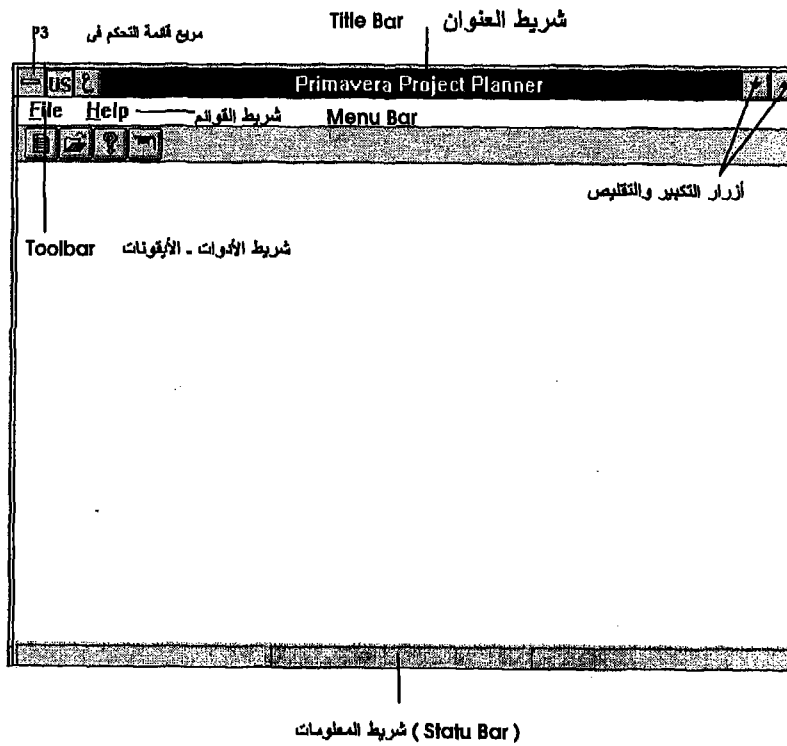 شريط العنوان Title Bar
مربع قائمة التحكم فى P3
US
Primavera Project Planner
File Help شريط القوائم Menu Bar
أزرار التكبير والتقليص
شريط الأدوات ـ الأيقونات Toolbar
شريط المعلومات ( Statu Bar )